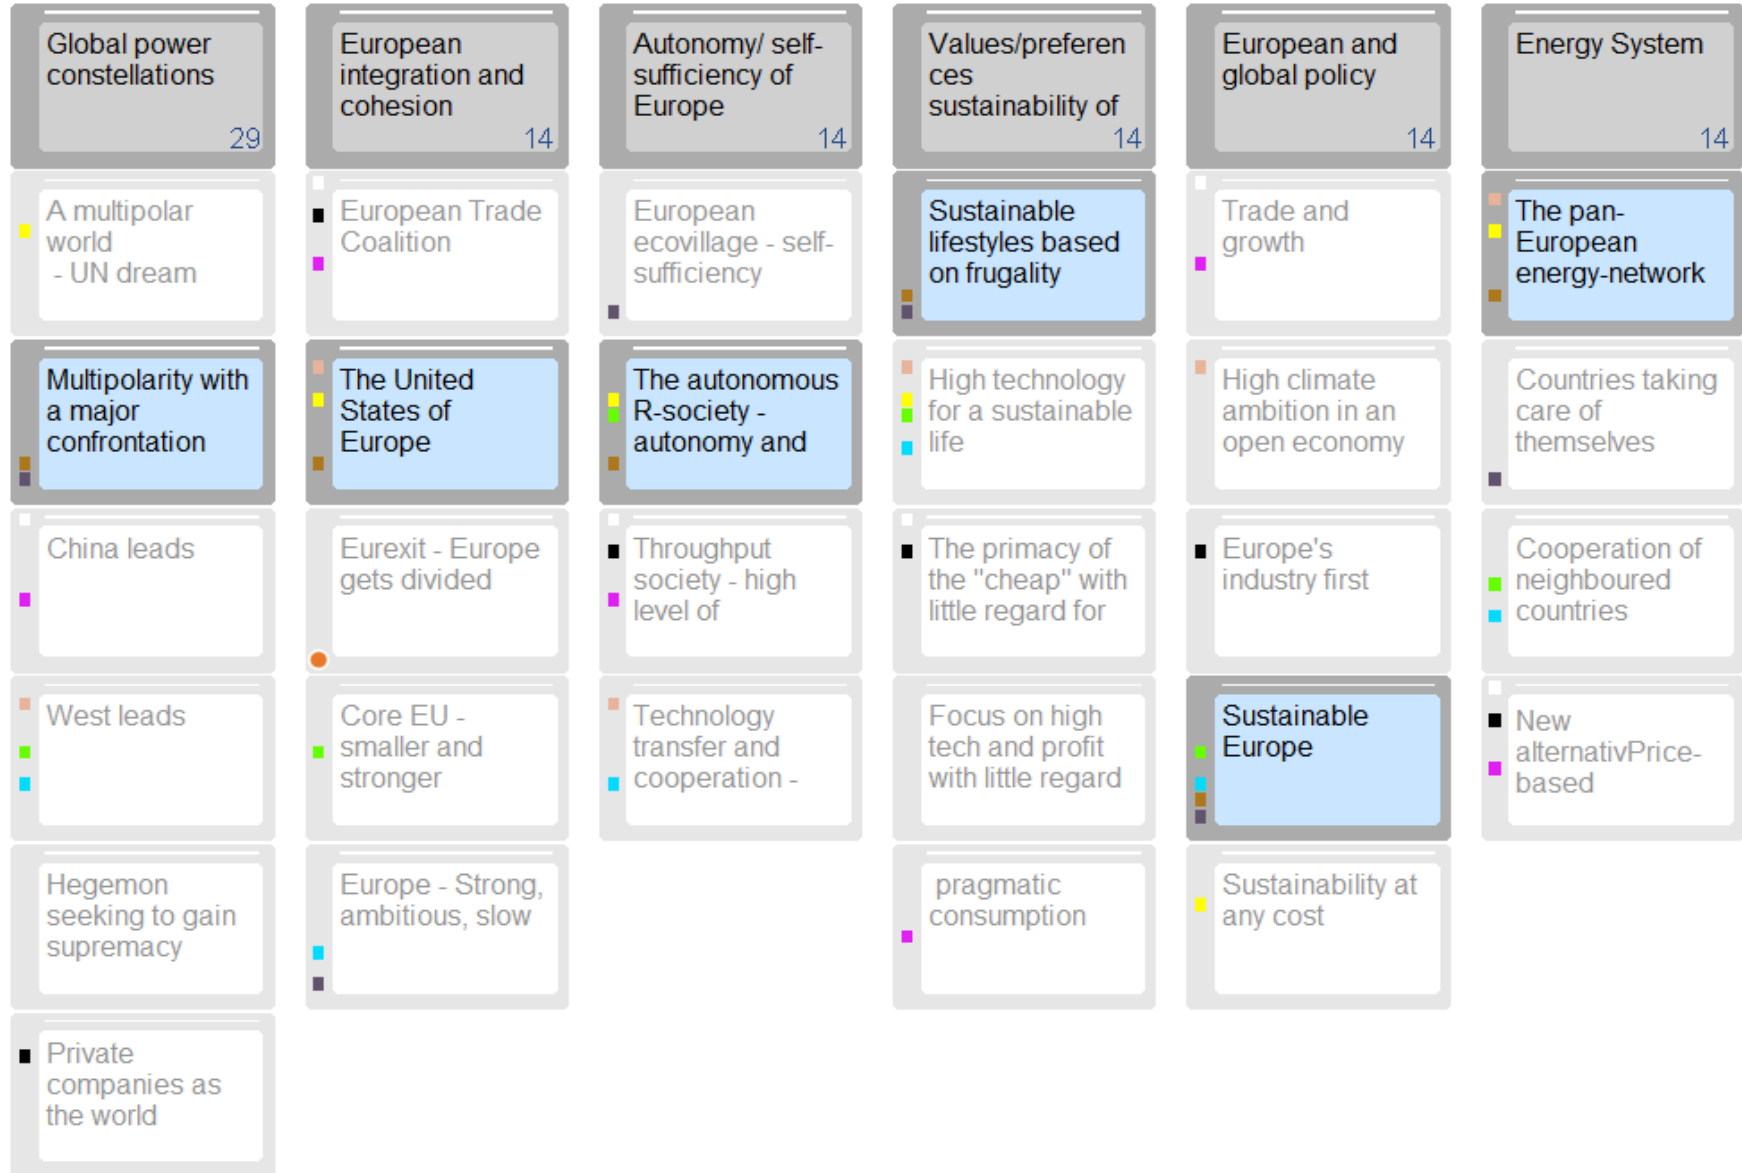 Global power
constellations
29
A multipolar
world
- UN dream
Multipolarity with
a major
confrontation
China leads
West leads
Hegemon
seeking to gain
supremacy
Private
companies as
the world
European
integration and
cohesion
14
European Trade
Coalition
The United
States of
Europe
Eurexit - Europe
gets divided
Core EU -
smaller and
stronger
Europe - Strong,
ambitious, slow
Autonomy/ self-
sufficiency of
Europe
14
European
ecovillage - self-
sufficiency
The autonomous
R-society -
autonomy and
Throughput
society - high
level of
Technology
transfer and
cooperation -
Values/preferen
ces
sustainability of
14
Sustainable
lifestyles based
on frugality
High technology
for a sustainable
life
The primacy of
the "cheap" with
little regard for
Focus on high
tech and profit
with little regard
pragmatic
consumption
European and
global policy
14
Trade and
growth
High climate
ambition in an
open economy
Europe's
industry first
Sustainable
Europe
Sustainability at
any cost
Energy System
14
The pan-
European
energy-network
Countries taking
care of
themselves
Cooperation of
neighboured
countries
New
alternativPrice-
based